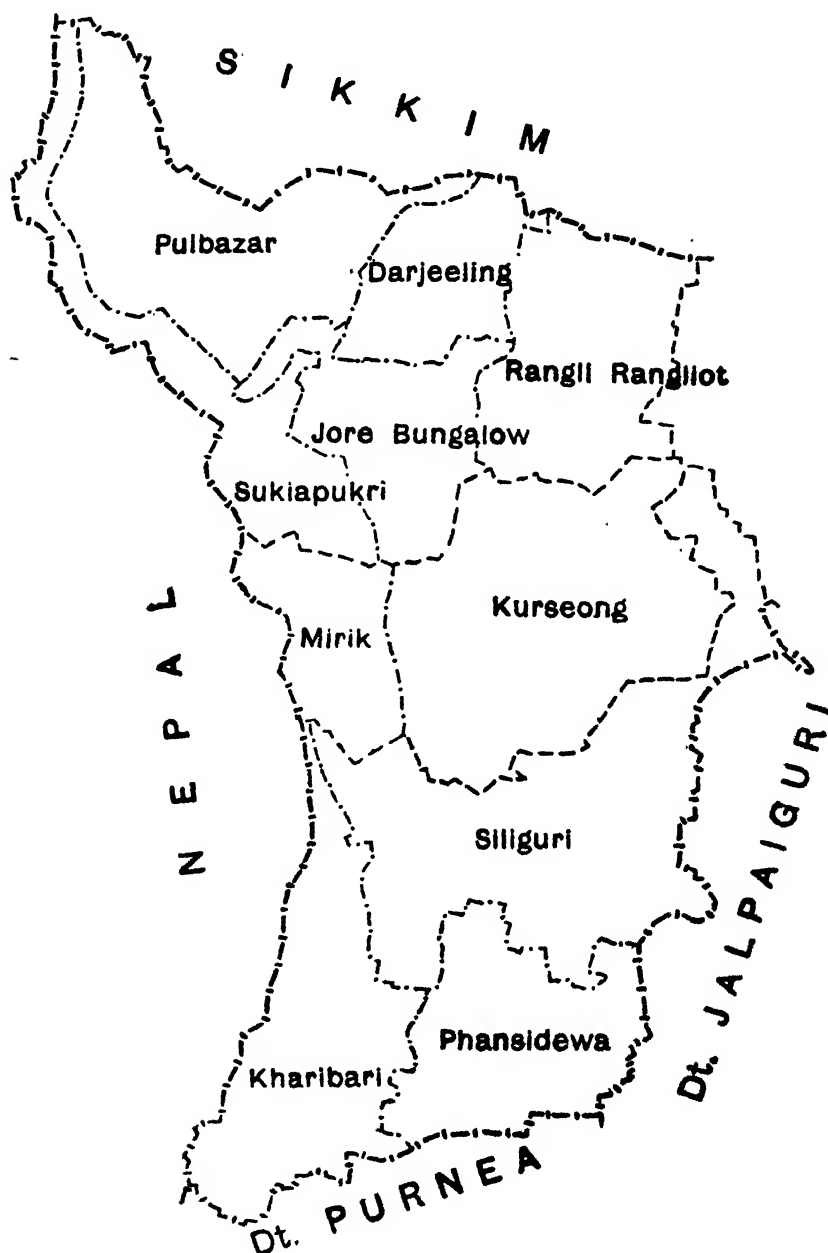 SIKKIM
Pulbazar
Darjeeling
Rangli Rangliot
Jore Bungalow
Sukiapukri
Kurseong
Mirik
NEPAL
Siliguri
Dt. JALPAIGURI
Phansidewa
Kharibari
Dt. PURNEA